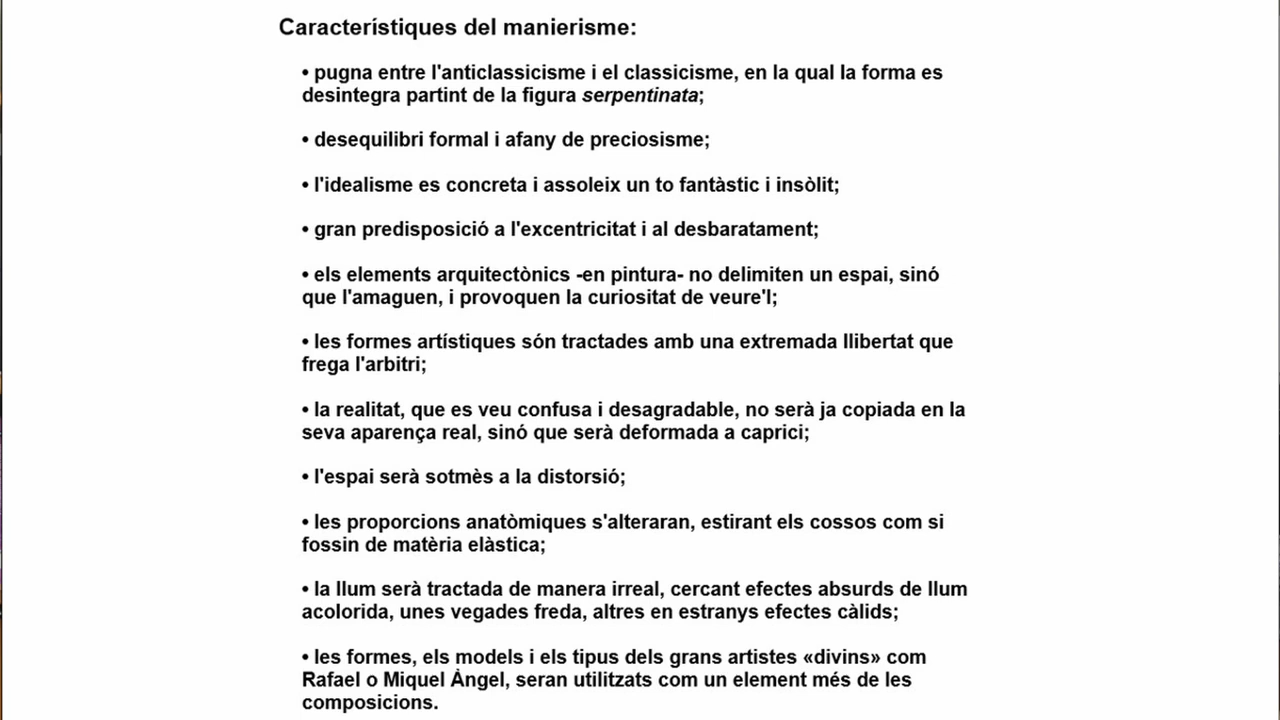 Característiques del manierisme:
• pugna entre l'anticlassicisme i el classicisme, en la qual la forma es
desintegra partint de la figura serpentinata;
• desequilibri formal i afany de preciosisme;
• l'idealisme es concreta i assoleix un to fantàstic i insòlit;
• gran predisposició a l'excentricitat i al desbaratament;
• els elements arquitectònics -en pintura- no delimiten un espai, sinó
que l'amaguen, i provoquen la curiositat de veure'l;
• les formes artístiques són tractades amb una extremada llibertat que
frega l'arbitri;
• la realitat, que es veu confusa i desagradable, no serà ja copiada en la
seva aparença real, sinó que serà deformada a caprici;
• l'espai serà sotmès a la distorsió;
• les proporcions anatòmiques s'alteraran, estirant els cossos com si
fossin de matèria elàstica;
• la llum serà tractada de manera irreal, cercant efectes absurds de llum
acolorida, unes vegades freda, altres en estranys efectes càlids;
• les formes, els models i els tipus dels grans artistes «divins» com
Rafael o Miquel Àngel, seran utilitzats com un element més de les
composicions.